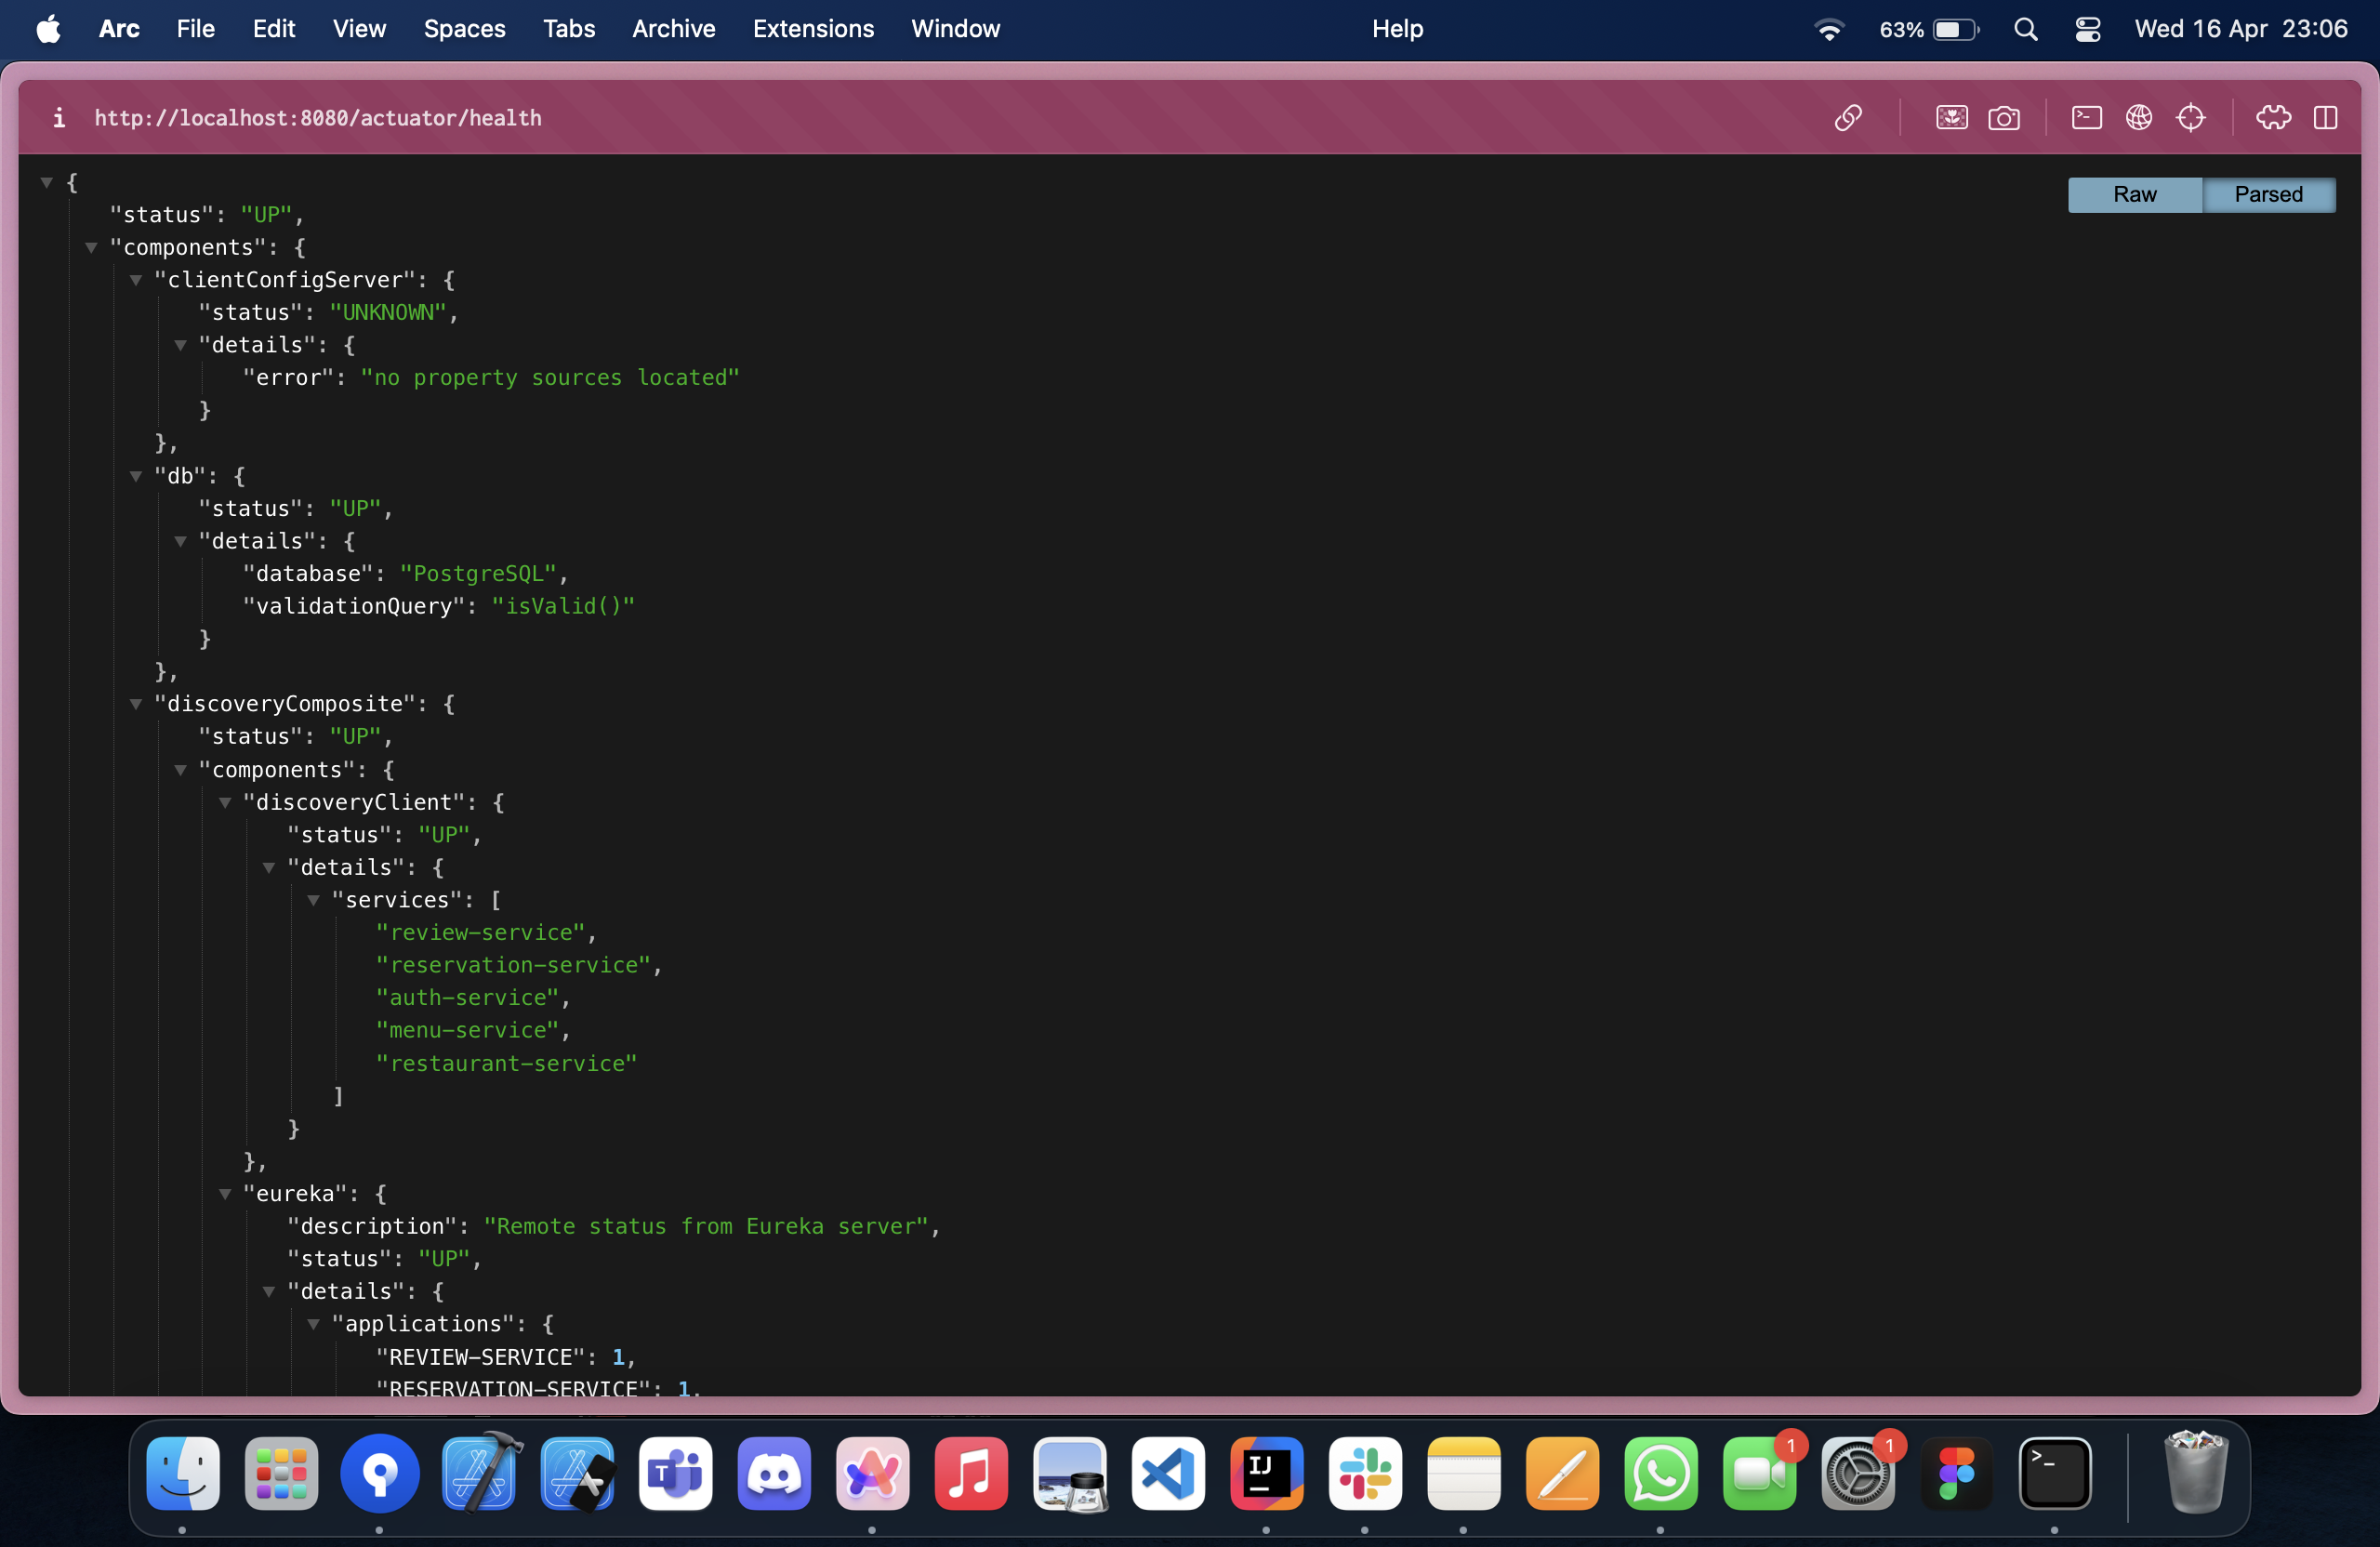 Arc File Edit View Spaces Tabs Archive Extensions Window Help 63% Wed 16 Apr 23:06
i http://localhost:8080/actuator/health
Raw Parsed
{
"status": "UP",
"components": {
"clientConfigServer": {
"status": "UNKNOWN",
"details": {
"error": "no property sources located"
}
},
"db": {
"status": "UP",
"details": {
"database": "PostgreSQL",
"validationQuery": "isValid()"
}
},
"discoveryComposite": {
"status": "UP",
"components": {
"discoveryClient": {
"status": "UP",
"details": {
"services": [
"review-service",
"reservation-service",
"auth-service",
"menu-service",
"restaurant-service"
]
}
},
"eureka": {
"description": "Remote status from Eureka server",
"status": "UP",
"details": {
"applications": {
"REVIEW-SERVICE": 1,
"RESERVATION-SERVICE": 1,
T IJ 1 1 >_